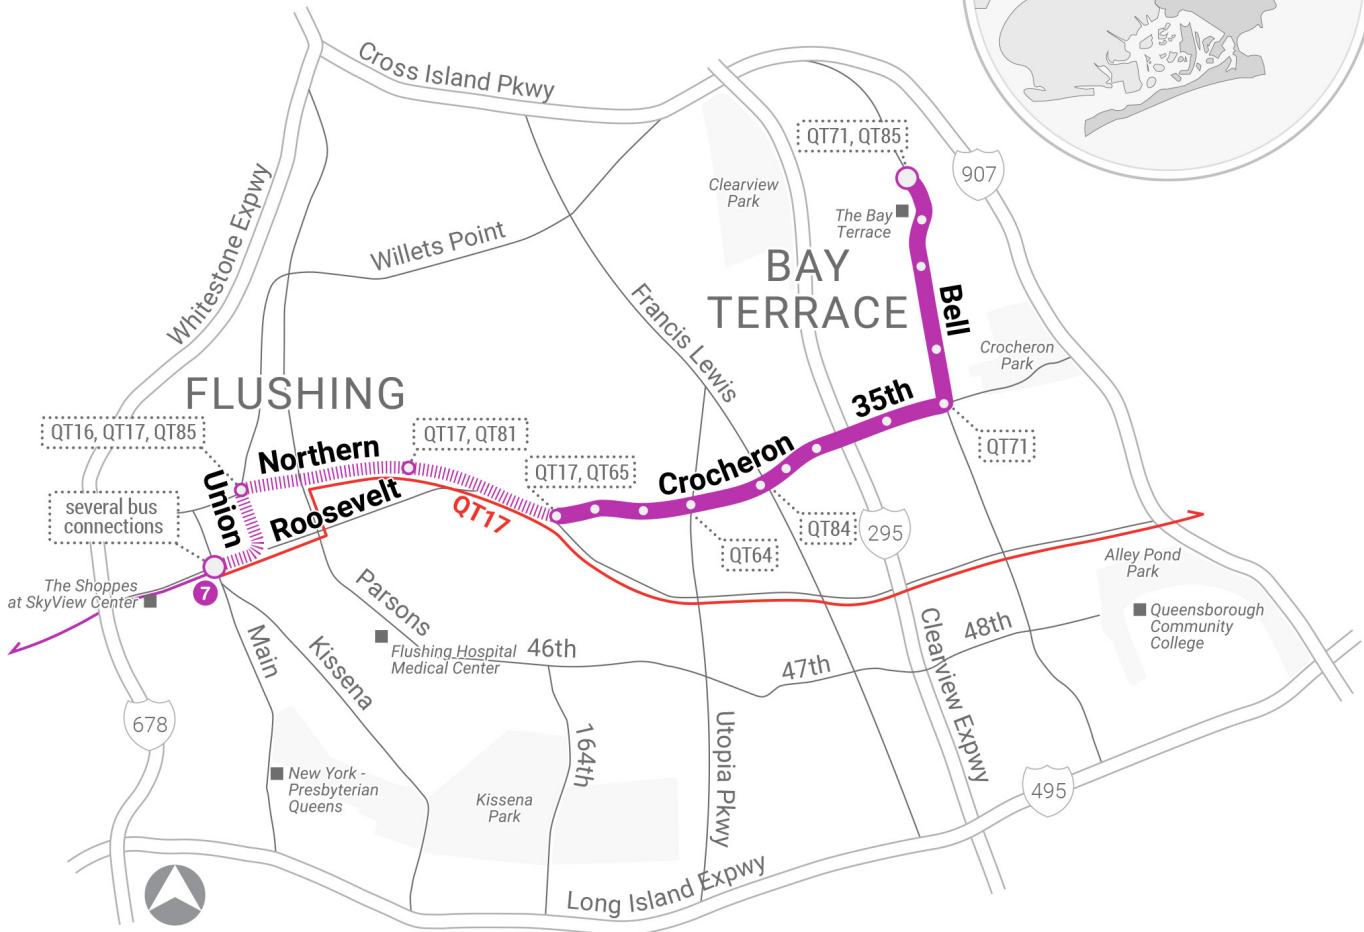 Cross Island Pkwy
QT71, QT85
907
Clearview
Park
The Bay
Terrace
Whitestone Expwy
Willets Point
BAY
TERRACE
Francis Lewis
Bell
Crocheron
Park
FLUSHING
35th
QT16, QT17, QT85
QT17, QT81
Northern
QT17, QT65
Crocheron
QT71
Union
Roosevelt
QT17
several bus
connections
QT84
295
QT64
Alley Pond
Park
The Shoppes
at SkyView Center
7
Parsons
Queensborough
Community
College
Main
Kissena
Flushing Hospital
Medical Center
46th
47th
48th
Clearview Expwy
678
164th
Utopia Pkwy
New York -
Presbyterian
Queens
Kissena
Park
495
Long Island Expwy